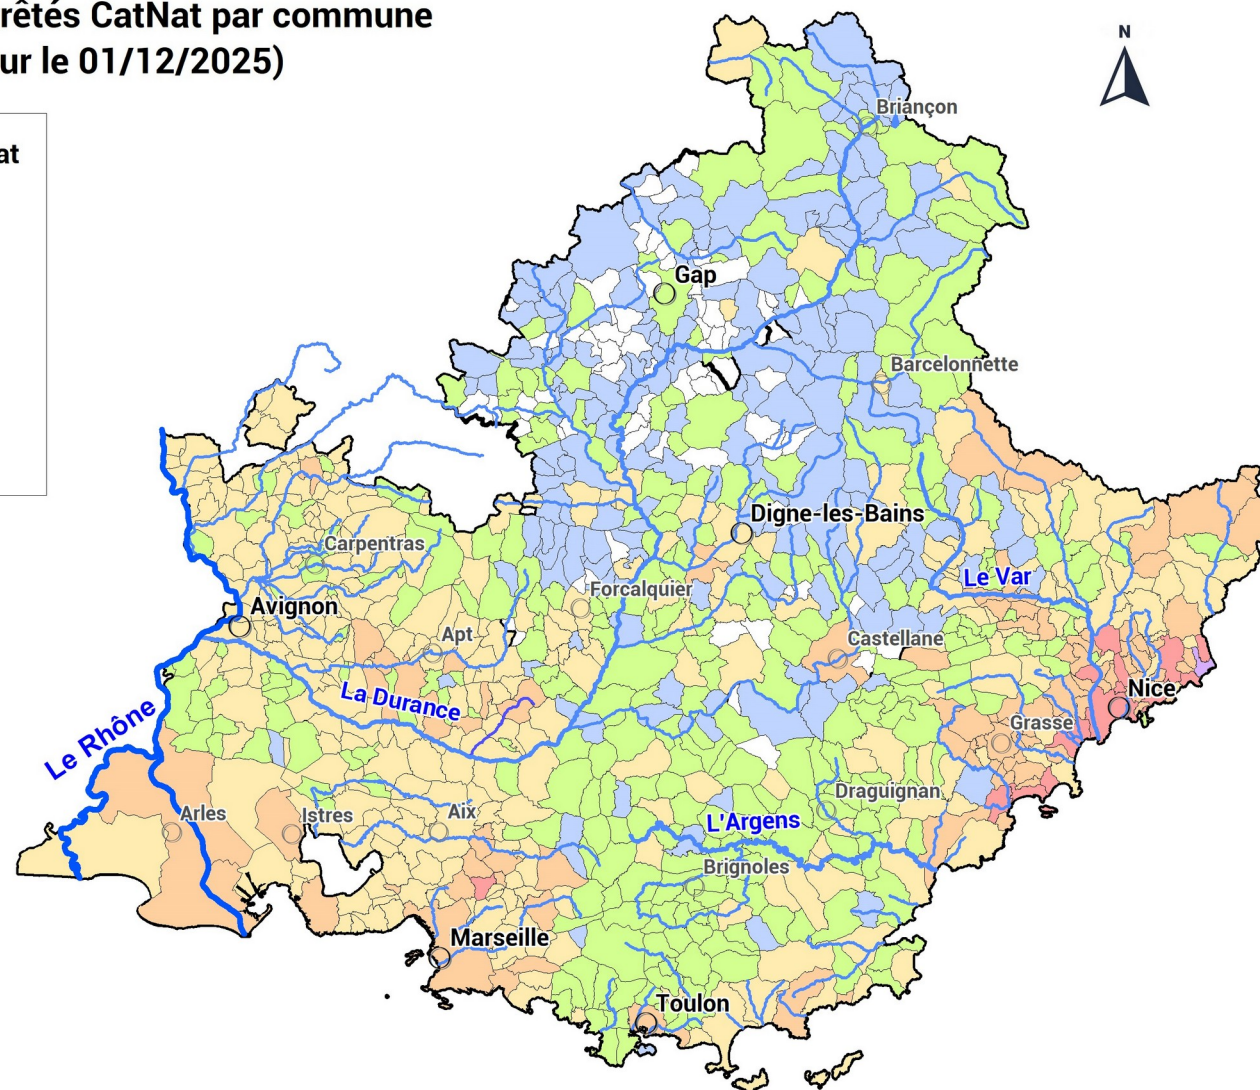 rêtés CatNat par commune
ur le 01/12/2025)
at
N
Briançon
Gap
Barcelonnette
Digne-les-Bains
Carpentras
Le Var
Forcalquier
Avignon
Apt
Castellane
La Durance
Nice
Le Rhône
Grasse
Draguignan
Arles
Istres
Aix
L'Argens
Brignoles
Marseille
Toulon